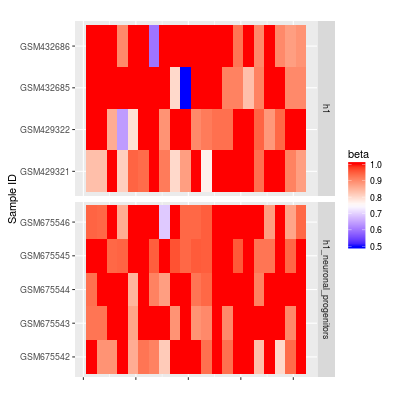 GSM432686
GSM432685
GSM429322
GSM429321
h1
GSM675546
GSM675545
GSM675544
GSM675543
GSM675542
h1_neuronal_progenitors
Sample ID
beta
1.0
0.9
0.8
0.7
0.6
0.5